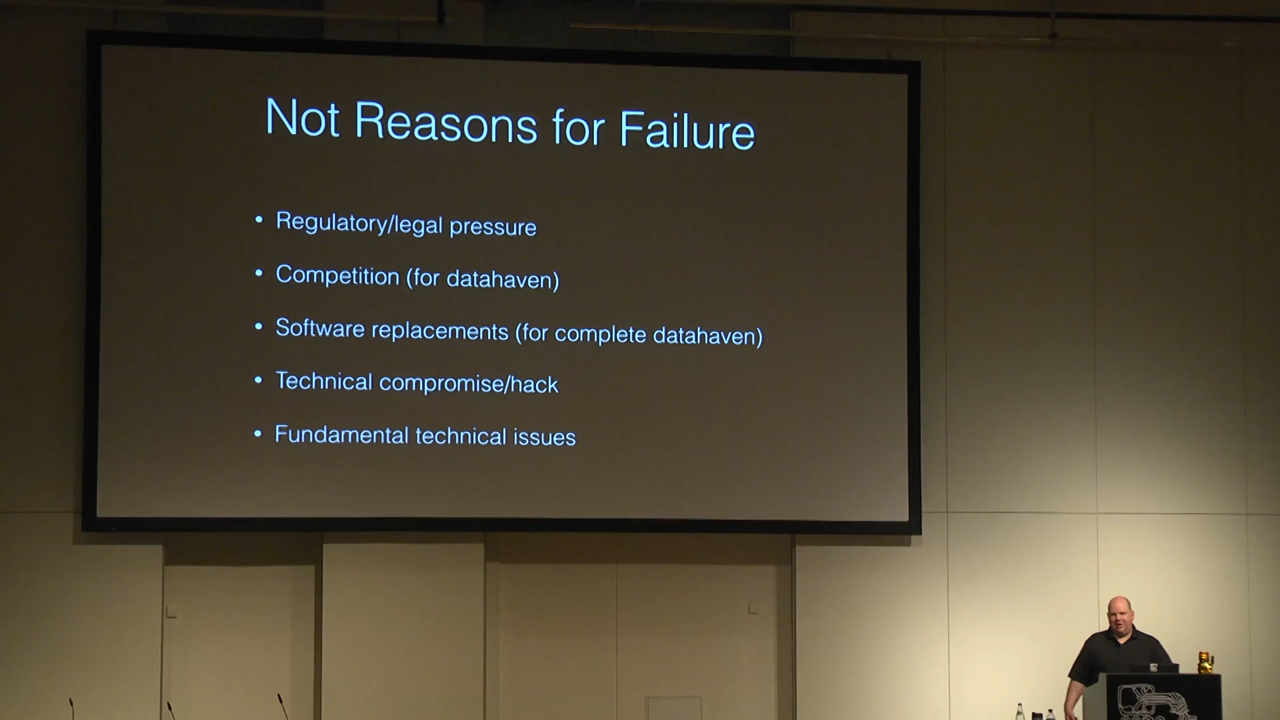 Not Reasons for Failure
• Regulatory/legal pressure
• Competition (for datahaven)
• Software replacements (for complete datahaven)
• Technical compromise/hack
• Fundamental technical issues